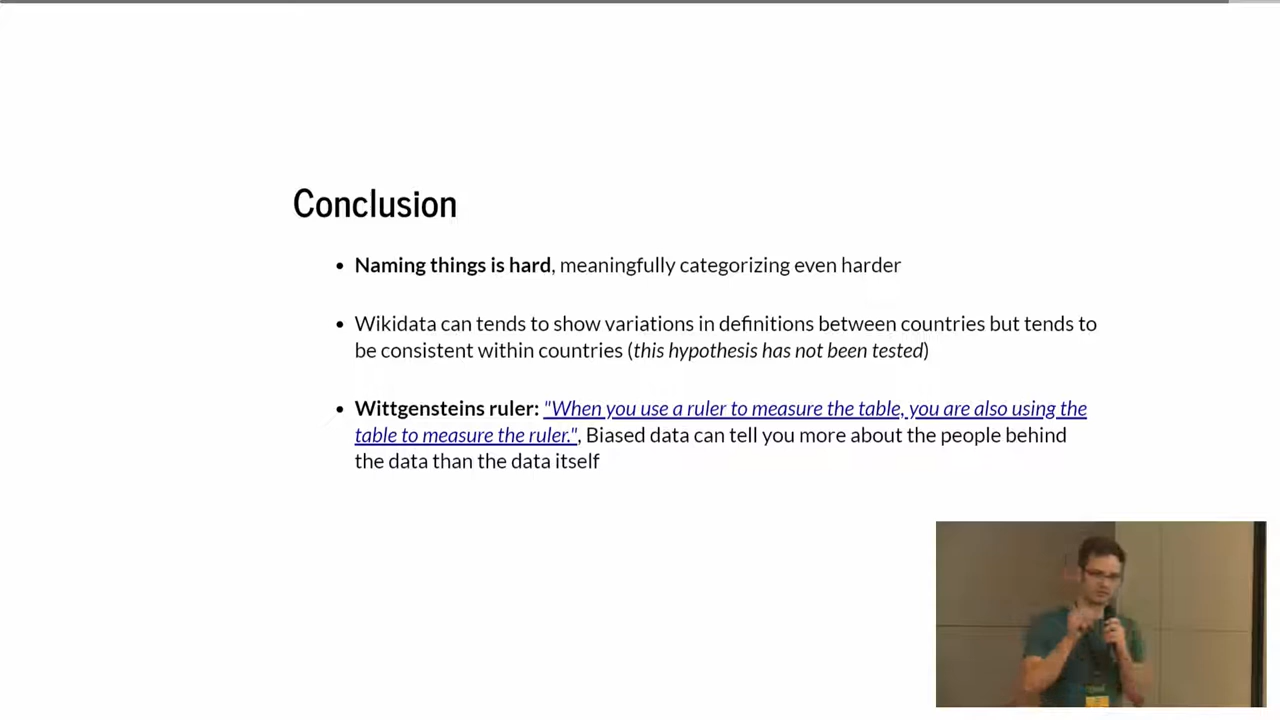 Conclusion
• Naming things is hard, meaningfully categorizing even harder
• Wikidata can tends to show variations in definitions between countries but tends to
be consistent within countries (this hypothesis has not been tested)
• Wittgensteins ruler: "When you use a ruler to measure the table, you are also using the
table to measure the ruler.", Biased data can tell you more about the people behind
the data than the data itself